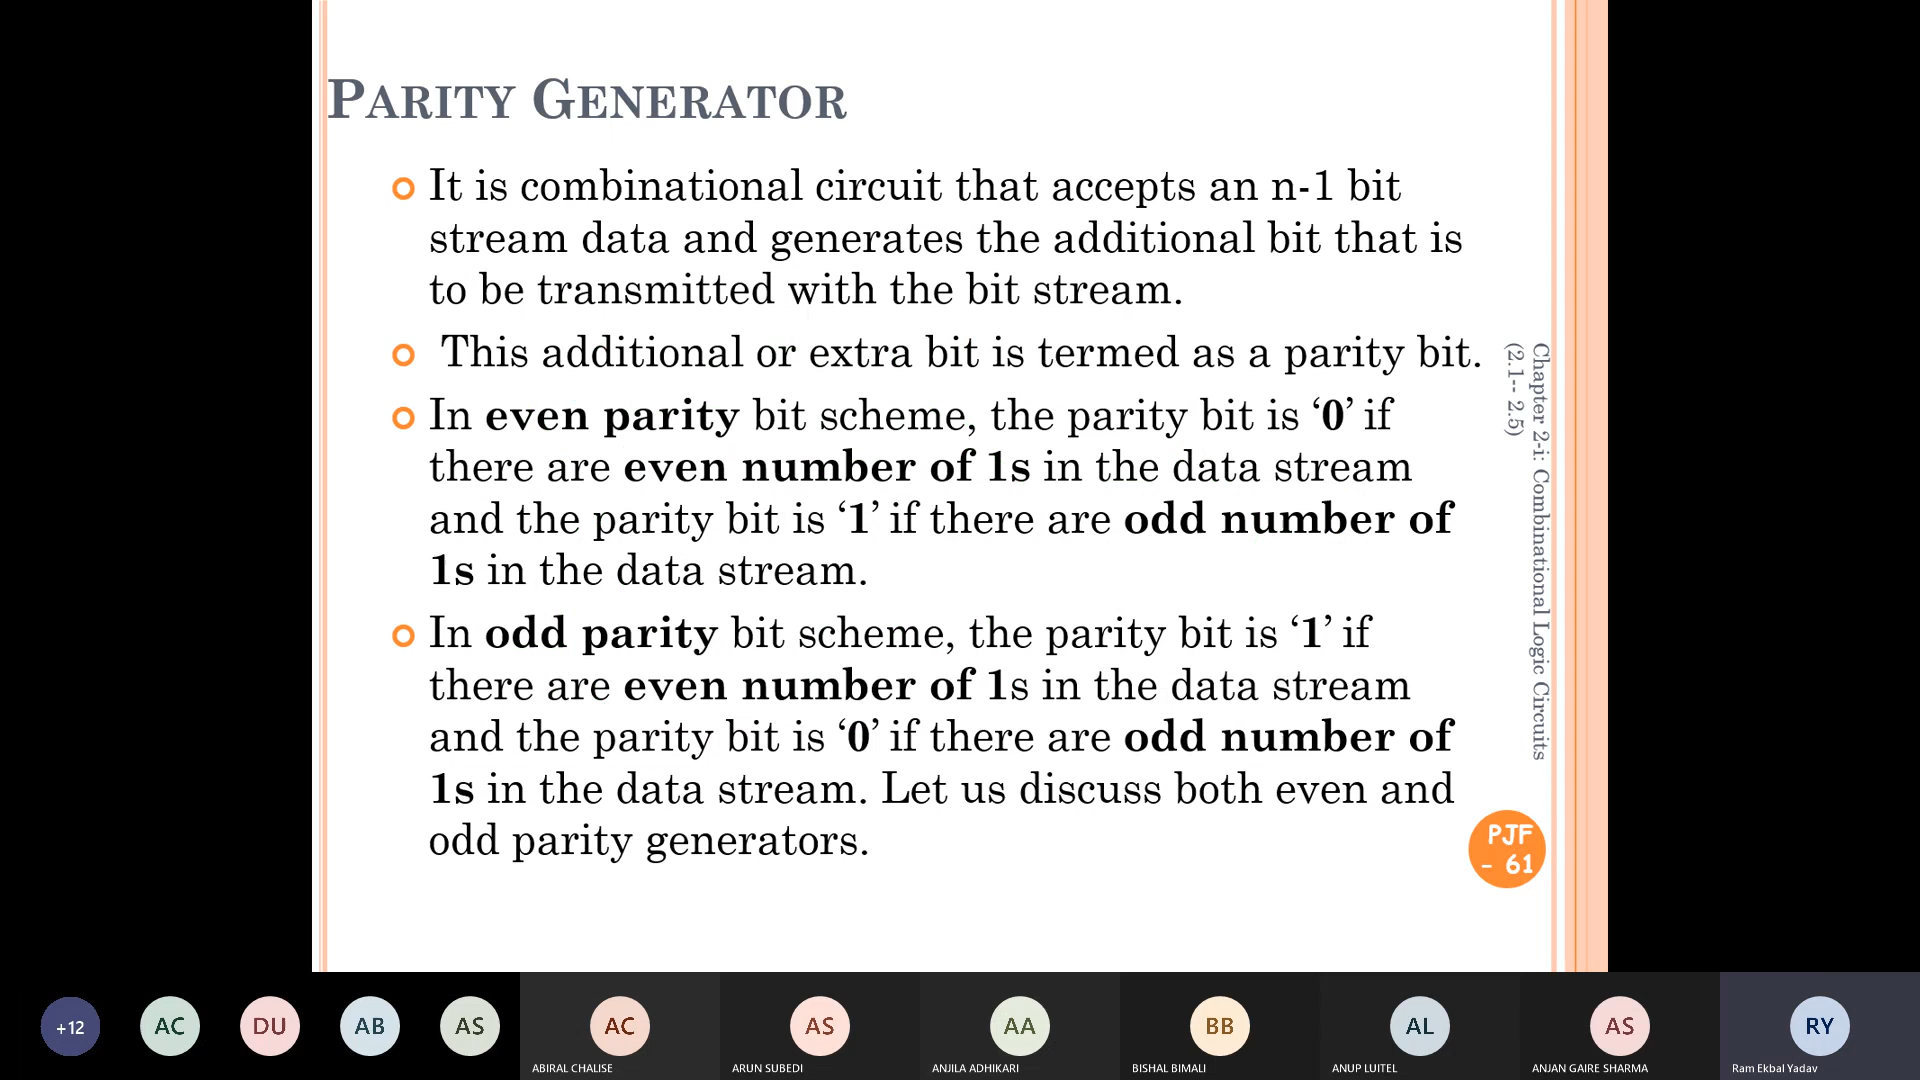 PARITY GENERATOR
It is combinational circuit that accepts an n-1 bit
stream data and generates the additional bit that is
to be transmitted with the bit stream.
This additional or extra bit is termed as a parity bit.
In even parity bit scheme, the parity bit is ‘0’ if
there are even number of 1s in the data stream
and the parity bit is ‘1’ if there are odd number of
1s in the data stream.
In odd parity bit scheme, the parity bit is ‘1’ if
there are even number of 1s in the data stream
and the parity bit is ‘0’ if there are odd number of
1s in the data stream. Let us discuss both even and
odd parity generators.
Chapter 2-i: Combinational Logic Circuits
(2.1-- 2.5)
PJF
- 61
+12
AC
DU
AB
AS
AC
AS
AA
BB
AL
AS
RY
ABIRAL CHALISE
ARUN SUBEDI
ANJILA ADHIKARI
BISHAL BIMALI
ANUP LUITEL
ANJAN GAIRE SHARMA
Ram Ekbal Yadav